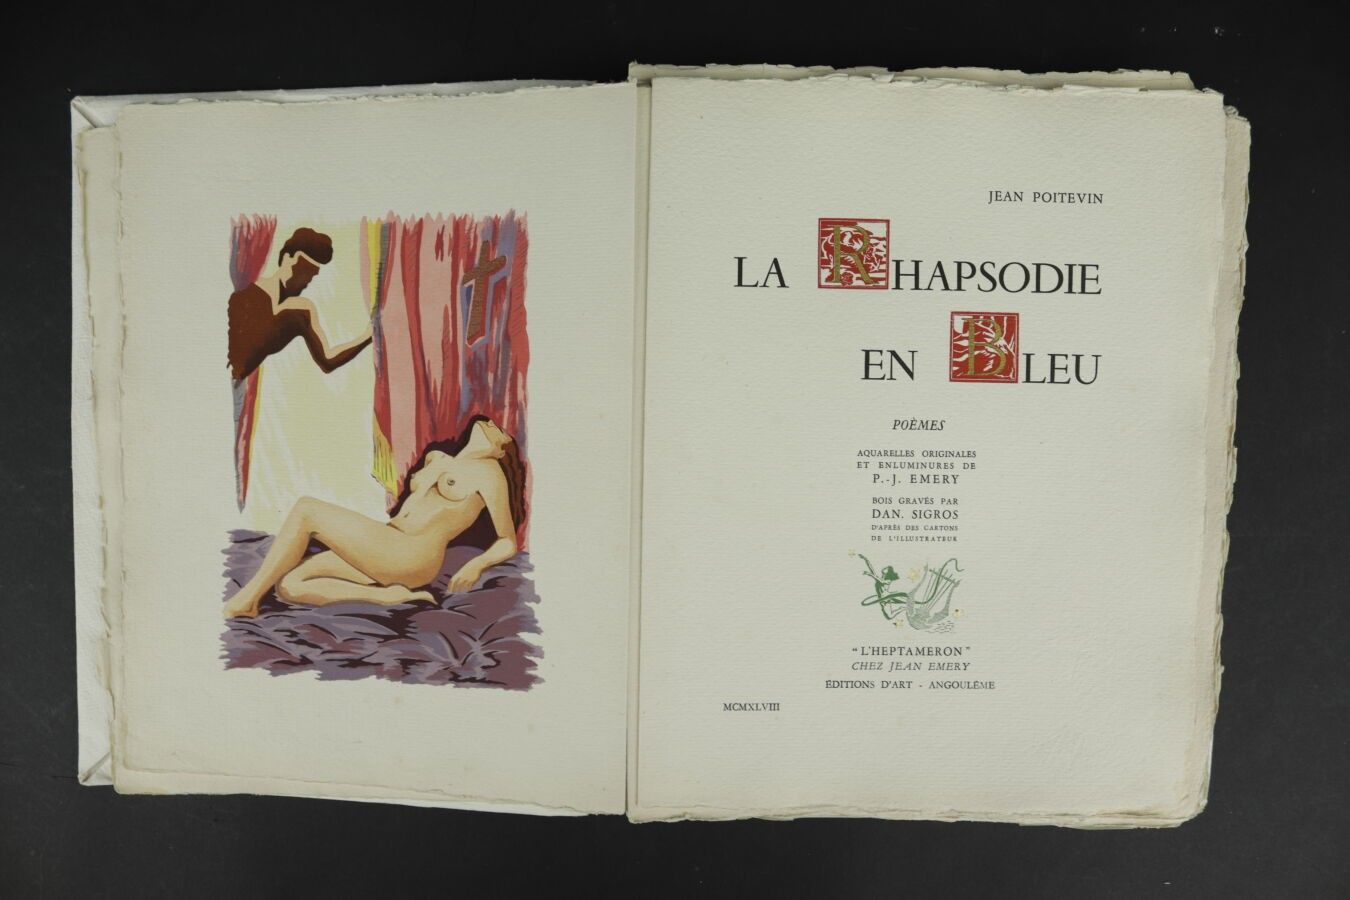 JEAN POITEVIN
LA RHAPSODIE
EN BLEU
POÈMES
AQUARELLES ORIGINALES
ET ENLUMINURES DE
P.-J. EMERY
BOIS GRAVÉS PAR
DAN. SIGROS
D'APRÈS DES CARTONS
DE L'ILLUSTRATEUR
"L'HEPTAMERON"
CHEZ JEAN EMERY
ÉDITIONS D'ART - ANGOULÊME
MCMXLVIII